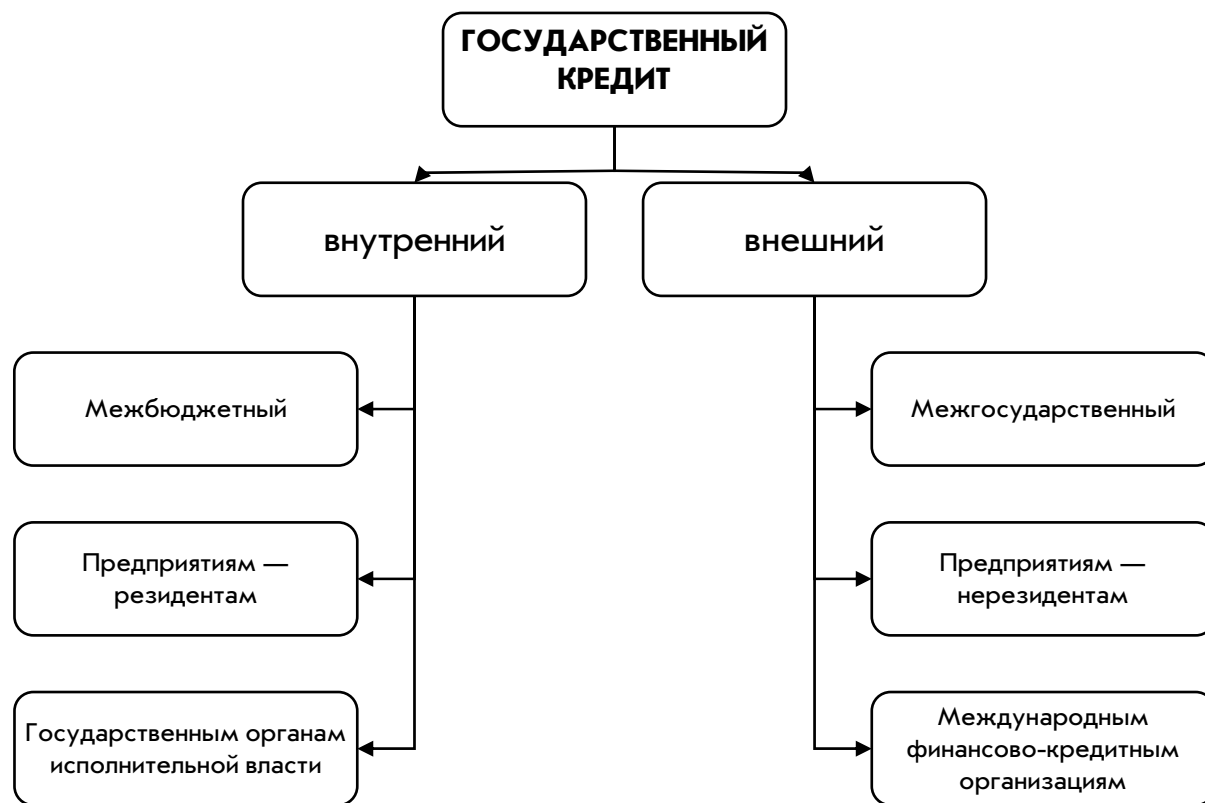 ГОСУДАРСТВЕННЫЙ
КРЕДИТ
внутренний
внешний
Межбюджетный
Межгосударственный
Предприятиям —
резидентам
Предприятиям —
нерезидентам
Государственным органам
исполнительной власти
Международным
финансово-кредитным
организациям